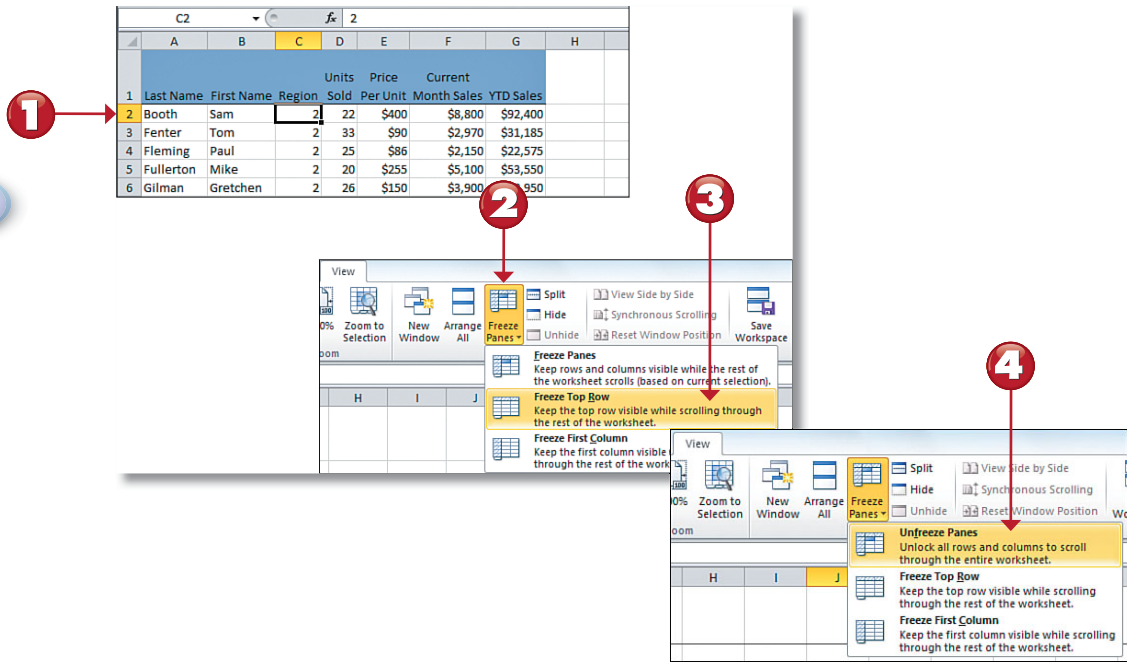 1
C2 fx 2
A B C D E F G H
Units Price Current
1 Last Name First Name Region Sold Per Unit Month Sales YTD Sales
2 Booth Sam 2 22 $400 $8,800 $92,400
3 Fenter Tom 2 33 $90 $2,970 $31,185
4 Fleming Paul 2 25 $86 $2,150 $22,575
5 Fullerton Mike 2 20 $255 $5,100 $53,550
6 Gilman Gretchen 2 26 $150 $3,900 950
2
3
View
Split View Side by Side
Hide Synchronous Scrolling
Unhide Reset Window Position
100
0% Zoom to New Arrange Freeze Save
Selection Window All Panes Workspace
oom
Freeze Panes
Keep rows and columns visible while the rest of
the worksheet scrolls (based on current selection).
H I J
Freeze Top Row
Keep the top row visible while scrolling through
the rest of the worksheet.
Freeze First Column
Keep the first column visible
through the rest of the work
4
View
Split View Side by Side
Hide Synchronous Scrolling
Unhide Reset Window Position
100
00% Zoom to New Arrange Freeze
Selection Window All Panes Wo
oom
Unfreeze Panes
Unlock all rows and columns to scroll
through the entire worksheet.
H I J
Freeze Top Row
Keep the top row visible while scrolling
through the rest of the worksheet.
Freeze First Column
Keep the first column visible while scrolling
through the rest of the worksheet.